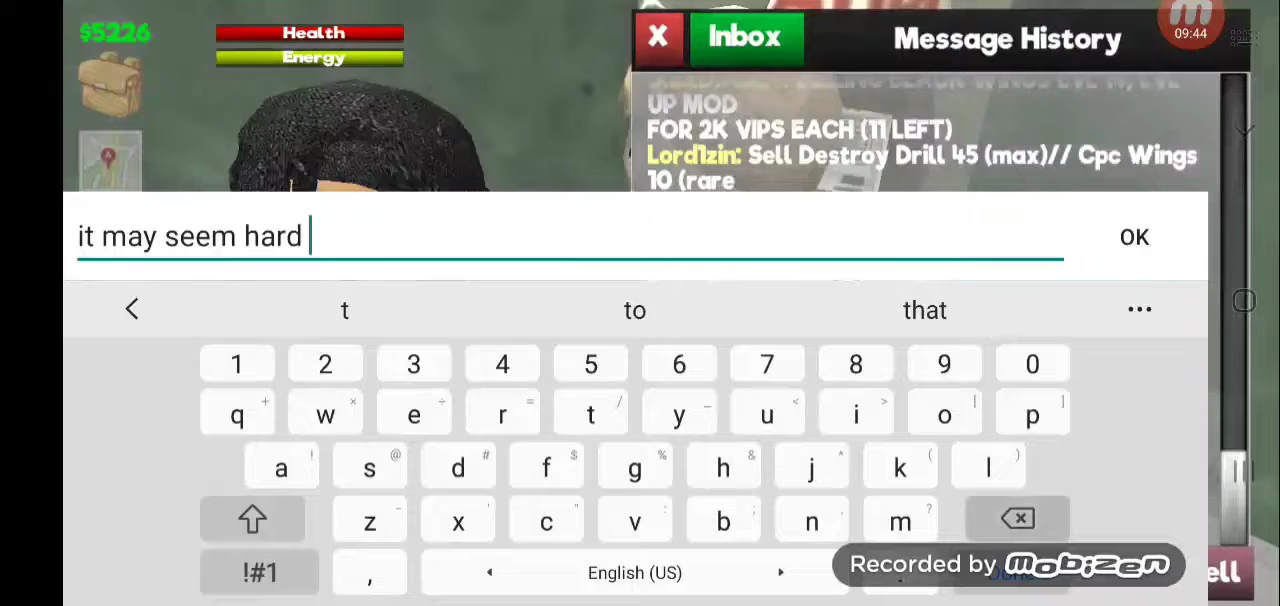 $5226
Health
Energy
X
Inbox
Message History
09:44
UP MOD
FOR 2K VIPS EACH (11 LEFT)
Lord1zin: Sell Destroy Drill 45 (max)// Cpc Wings
10 (rare
it may seem hard
OK
t to that
1 2 3 4 5 6 7 8 9 0
q + w × e ÷ r = t / y _ u < i > o [ p ]
a ! s @ d # f $ g % h & j * k ( l )
z - x ' c " v : b ; n , m ?
!#1 , English (US)
Recorded by mobizen
ell